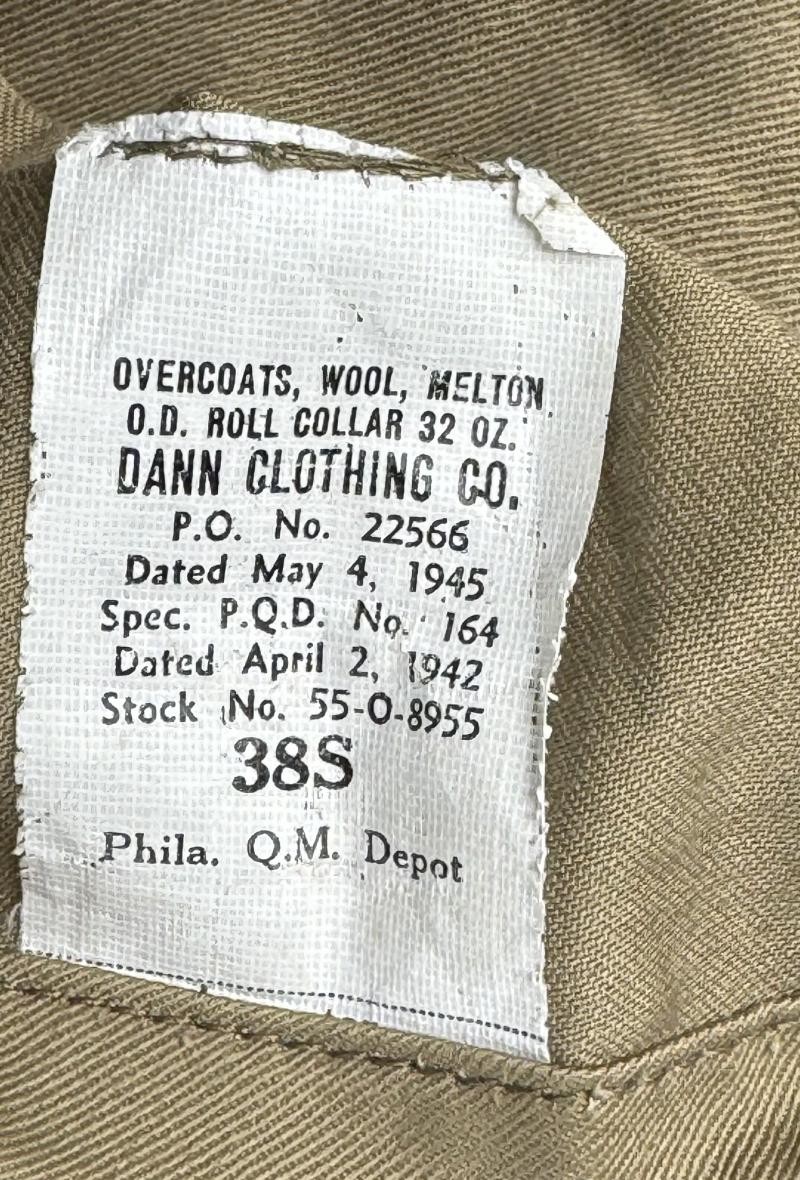 OVERCOATS, WOOL, MELTON,
O.D. ROLL COLLAR 32 OZ.
DANN CLOTHING CO.
P.O. No. 22566
Dated May 4, 1945
Spec. P.Q.D. No. 164
Dated April 2, 1942
Stock No. 55-O-8955
38S
Phila. Q.M. Depot